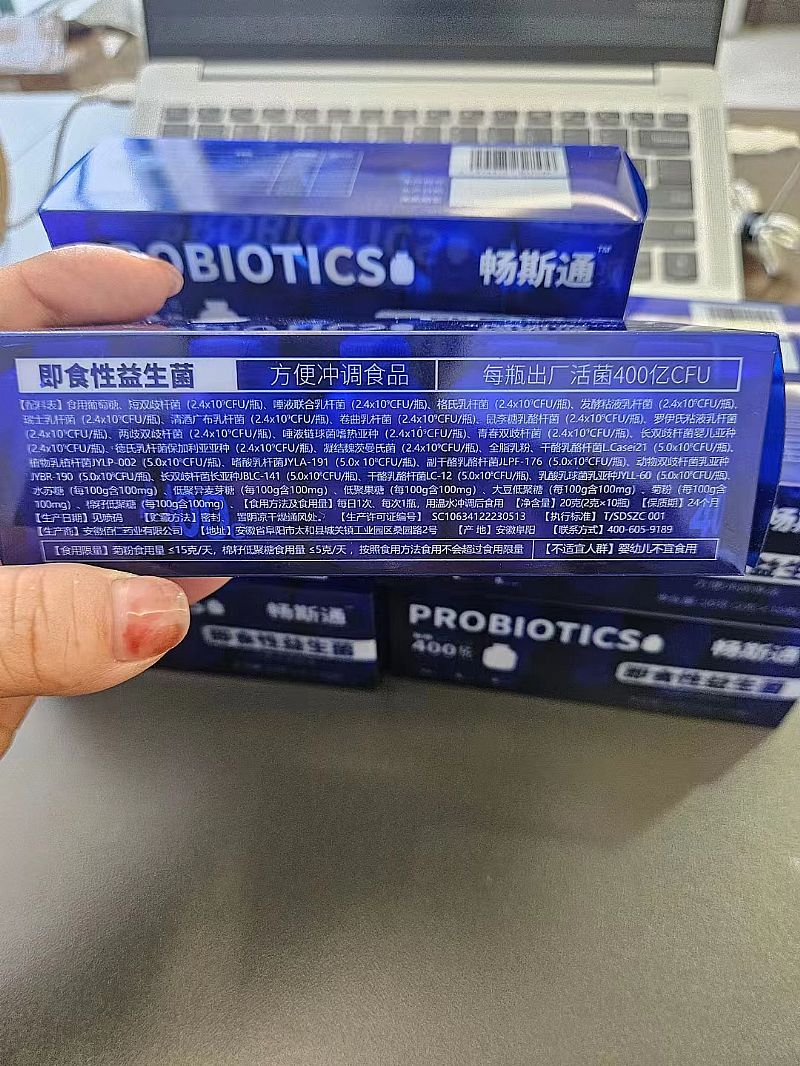 PROBIOTICS
畅斯通™
即食性益生菌
方便冲调食品
每瓶出厂活菌400亿CFU
【配料表】食用葡萄糖、短双歧杆菌（2.4x10⁹CFU/瓶）、唾液联合乳杆菌（2.4x10⁹CFU/瓶）、格氏乳杆菌（2.4x10⁹CFU/瓶）、发酵粘液乳杆菌（2.4x10⁹CFU/瓶）、
瑞士乳杆菌（2.4x10⁹CFU/瓶）、清酒广布乳杆菌（2.4x10⁹CFU/瓶）、卷曲乳杆菌（2.4x10⁹CFU/瓶）、鼠李糖乳酪杆菌（2.4x10⁹CFU/瓶）、罗伊氏粘液乳杆菌
（2.4x10⁹CFU/瓶）、两歧双歧杆菌（2.4x10⁹CFU/瓶）、唾液链球菌嗜热亚种（2.4x10⁹CFU/瓶）、青春双歧杆菌（2.4x10⁹CFU/瓶）、长双歧杆菌婴儿亚种
（2.4x10⁹CFU/瓶）、德氏乳杆菌保加利亚亚种（2.4x10⁹CFU/瓶）、凝结魏茨曼氏菌（2.4x10⁹CFU/瓶）、全脂乳粉、干酪乳酪杆菌L.Casei21（5.0x10⁸CFU/瓶）、
植物乳植杆菌JYLP-002（5.0x10⁸CFU/瓶）、嗜酸乳杆菌JYLA-191（5.0x10⁸CFU/瓶）、副干酪乳酪杆菌JLPF-176（5.0x10⁸CFU/瓶）、动物双歧杆菌乳亚种
JYBR-190（5.0x10⁸CFU/瓶）、长双歧杆菌长亚种JBLC-141（5.0x10⁸CFU/瓶）、干酪乳酪杆菌LC-12（5.0x10⁸CFU/瓶）、乳酸乳球菌乳亚种JYLL-60（5.0x10⁸CFU/瓶）、
水苏糖（每100g含100mg）、低聚异麦芽糖（每100g含100mg）、低聚果糖（每100g含100mg）、大豆低聚糖（每100g含100mg）、菊粉（每100g含
100mg）、棉籽低聚糖（每100g含100mg）。【食用方法及食用量】每日1次、每次1瓶，用温水冲调后食用 【净含量】20克(2克×10瓶) 【保质期】24个月
【生产日期】见喷码 【贮藏方法】密封、置阴凉干燥通风处。 【生产许可证编号】 SC10634122230513 【执行标准】 T/SDSZC 001
【生产商】安徽佰仁药业有限公司 【地址】安徽省阜阳市太和县城关镇工业园区桑园路2号 【产 地】安徽阜阳 【联系方式】400-605-9189
【食用限量】菊粉食用量 ≤15克/天，棉籽低聚糖食用量 ≤5克/天，按照食用方法食用不会超过食用限量
【不适宜人群】婴幼儿不宜食用
畅斯通
即食性益生菌
PROBIOTICS
400亿
畅斯通
即食性益生菌